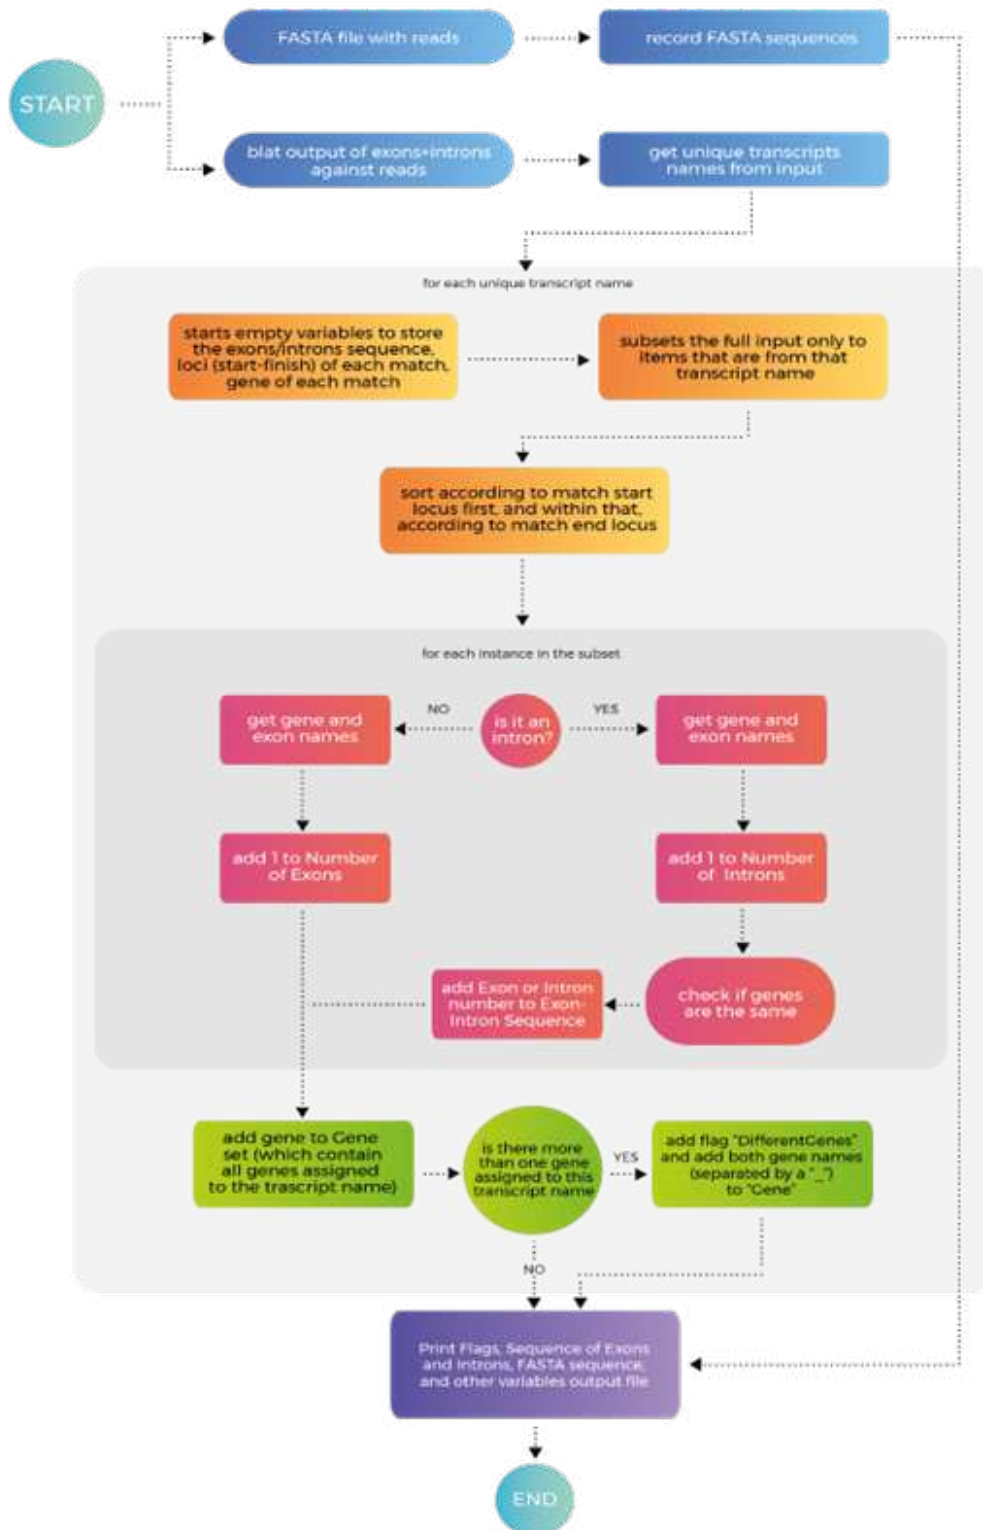 FASTA file with reads
record FASTA sequences
START
blat output of exons+introns
against reads
get unique transcripts
names from input
for each unique transcript name
starts empty variables to store
the exons/introns sequence,
loci (start-finish) of each match,
gene of each match
subsets the full input only to
items that are from that
transcript name
sort according to match start
locus first, and within that,
according to match end locus
for each instance in the subset
get gene and
exon names
NO
is it an
intron?
YES
get gene and
exon names
add 1 to Number
of Exons
add 1 to Number
of Introns
add Exon or Intron
number to Exon-
Intron Sequence
check if genes
are the same
add gene to Gene
set (which contain
all genes assigned
to the trascript name)
is there more
than one gene
assigned to this
transcript name
YES
add flag "DifferentGenes"
and add both gene names
(separated by a "_")
to "Gene"
NO
Print Flags, Sequence of Exons
and Introns, FASTA sequence,
and other variables output file
END